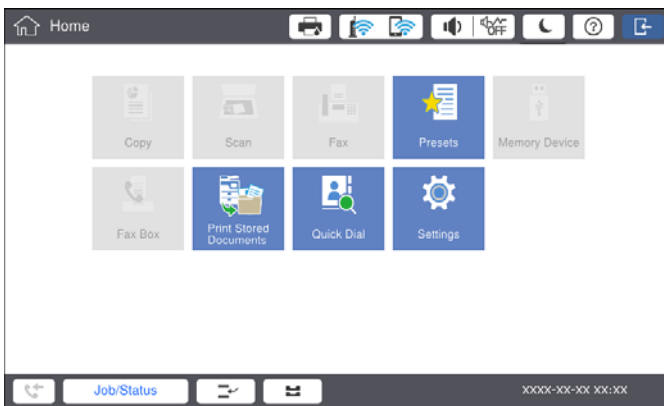 Home
OFF
Copy
Scan
Fax
Presets
Memory Device
Fax Box
Print Stored
Documents
Quick Dial
Settings
Job/Status
XXXX-XX-XX XX:XX